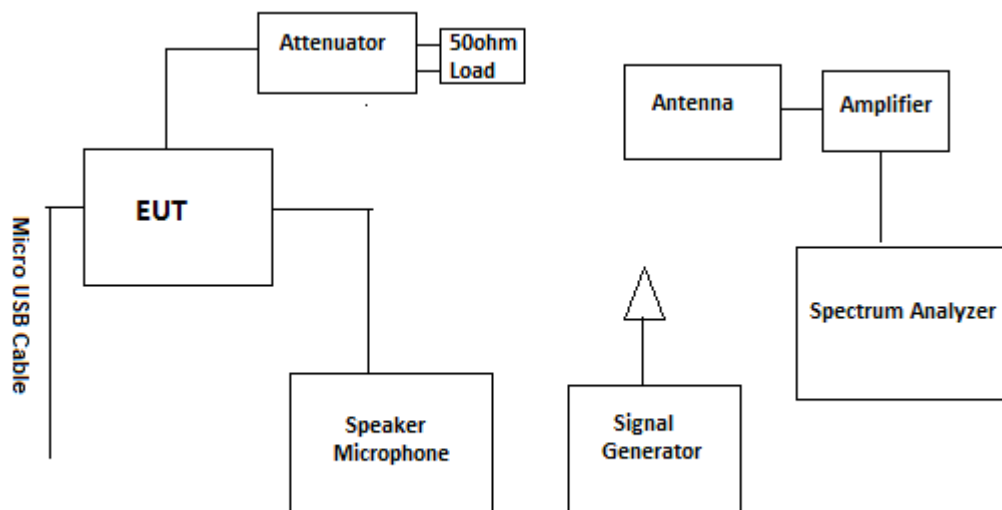 Attenuator
50ohm
Load
Antenna
Amplifier
EUT
Micro USB Cable
Spectrum Analyzer
Speaker
Microphone
Signal
Generator